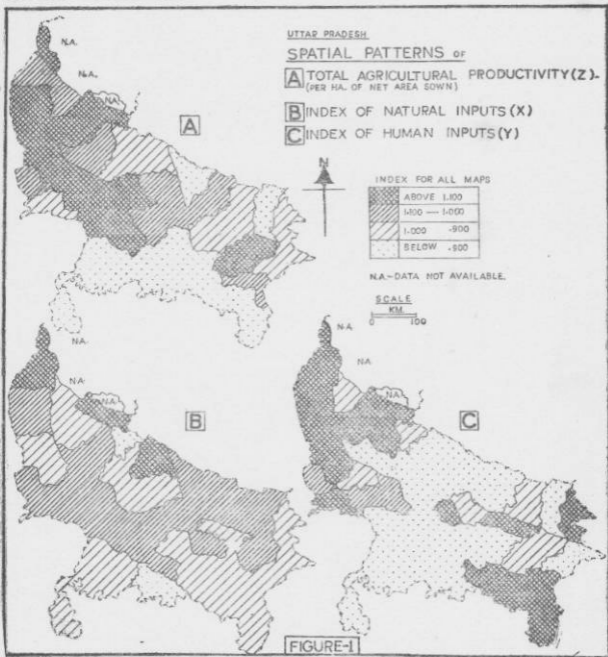 UTTAR PRADESH
SPATIAL PATTERNS OF
A TOTAL AGRICULTURAL PRODUCTIVITY(Z)-
(PER HA. OF NET AREA SOWN)
B INDEX OF NATURAL INPUTS (X)
C INDEX OF HUMAN INPUTS (Y)
N.A.
N.A.
N.A.
A
N
INDEX FOR ALL MAPS
ABOVE 1.100
1.100 — 1.000
1.000 .900
BELOW .900
N.A.-DATA NOT AVAILABLE.
SCALE
KM
0 100
N.A.
N.A.
N.A.
B
N.A.
N.A.
N.A.
C
FIGURE-1